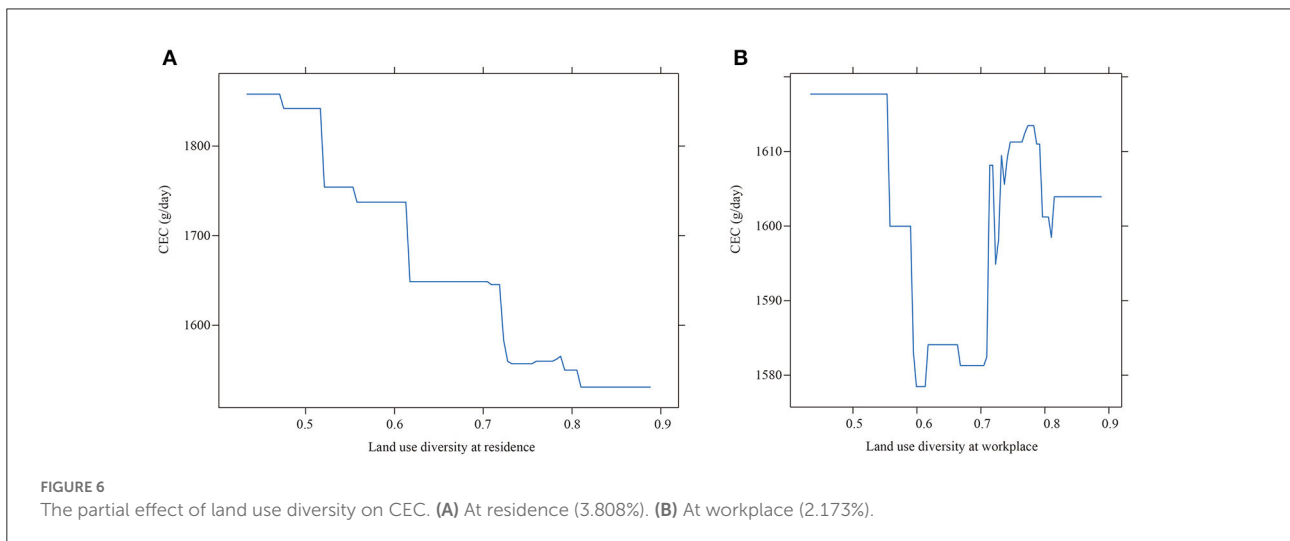 A
B
1800
1700
1600
CEC (g/day)
0.5 0.6 0.7 0.8 0.9
Land use diversity at residence
1610
1600
1590
1580
CEC (g/day)
0.5 0.6 0.7 0.8 0.9
Land use diversity at workplace
FIGURE 6
The partial effect of land use diversity on CEC. (A) At residence (3.808%). (B) At workplace (2.173%).